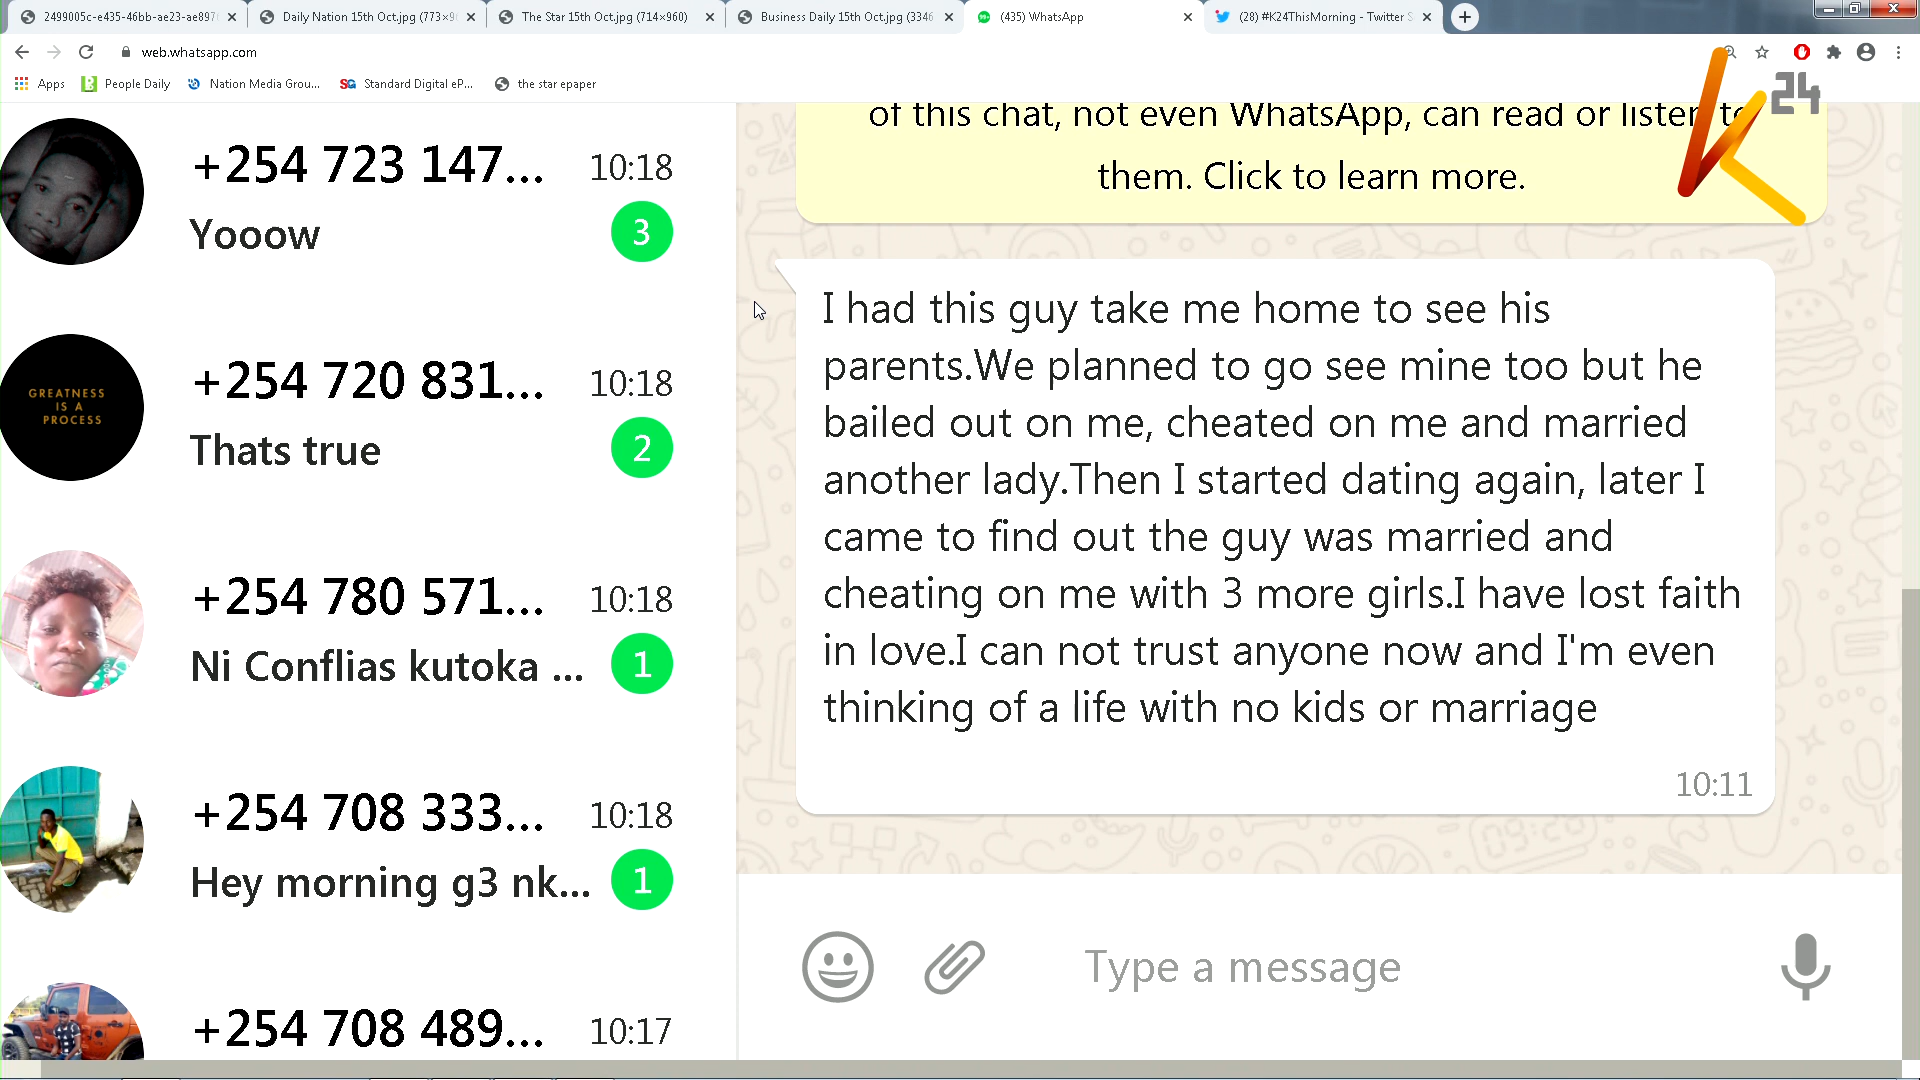 2499005c-e435-46bb-ae23-ae897
Daily Nation 15th Oct.jpg (773×9
The Star 15th Oct.jpg (714×960)
Business Daily 15th Oct.jpg (3346
(435) WhatsApp
(28) #K24ThisMorning - Twitter S
web.whatsapp.com
Apps
People Daily
Nation Media Grou...
SG Standard Digital eP...
the star epaper
K24
+254 723 147... 10:18
Yooow 3
+254 720 831... 10:18
GREATNESS
IS A
PROCESS
Thats true 2
+254 780 571... 10:18
Ni Conflias kutoka ... 1
+254 708 333... 10:18
Hey morning g3 nk... 1
+254 708 489... 10:17
of this chat, not even WhatsApp, can read or listen to
them. Click to learn more.
I had this guy take me home to see his
parents.We planned to go see mine too but he
bailed out on me, cheated on me and married
another lady.Then I started dating again, later I
came to find out the guy was married and
cheating on me with 3 more girls.I have lost faith
in love.I can not trust anyone now and I'm even
thinking of a life with no kids or marriage
10:11
Type a message